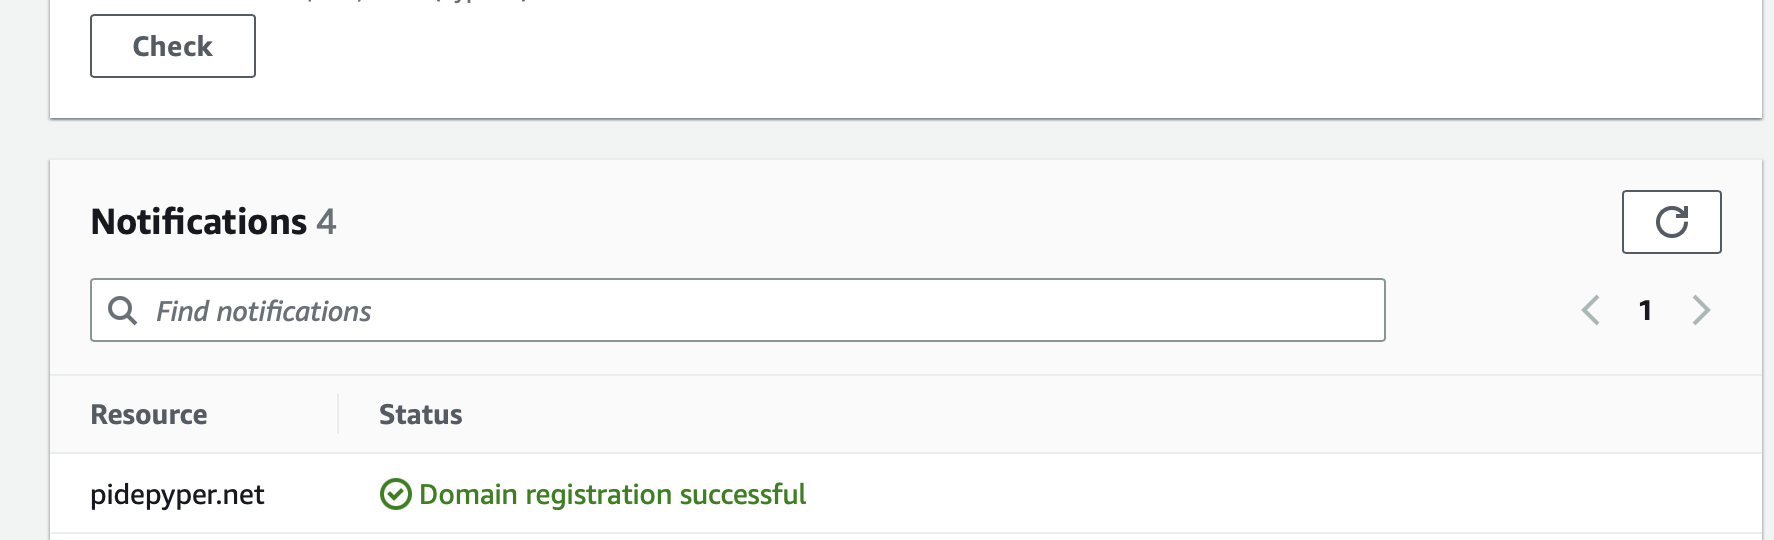 Check
Notifications 4
Find notifications
1
Resource Status
pidepyper.net Domain registration successful